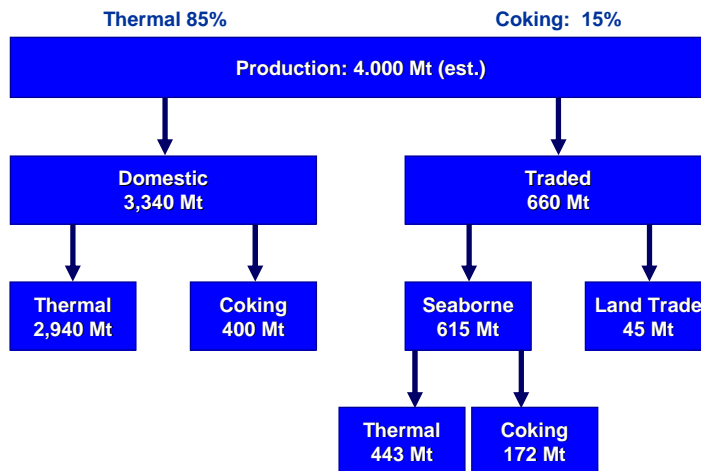 Thermal 85%
Coking: 15%
Production: 4.000 Mt (est.)
Domestic
3,340 Mt
Traded
660 Mt
Thermal
2,940 Mt
Coking
400 Mt
Seaborne
615 Mt
Land Trade
45 Mt
Thermal
443 Mt
Coking
172 Mt